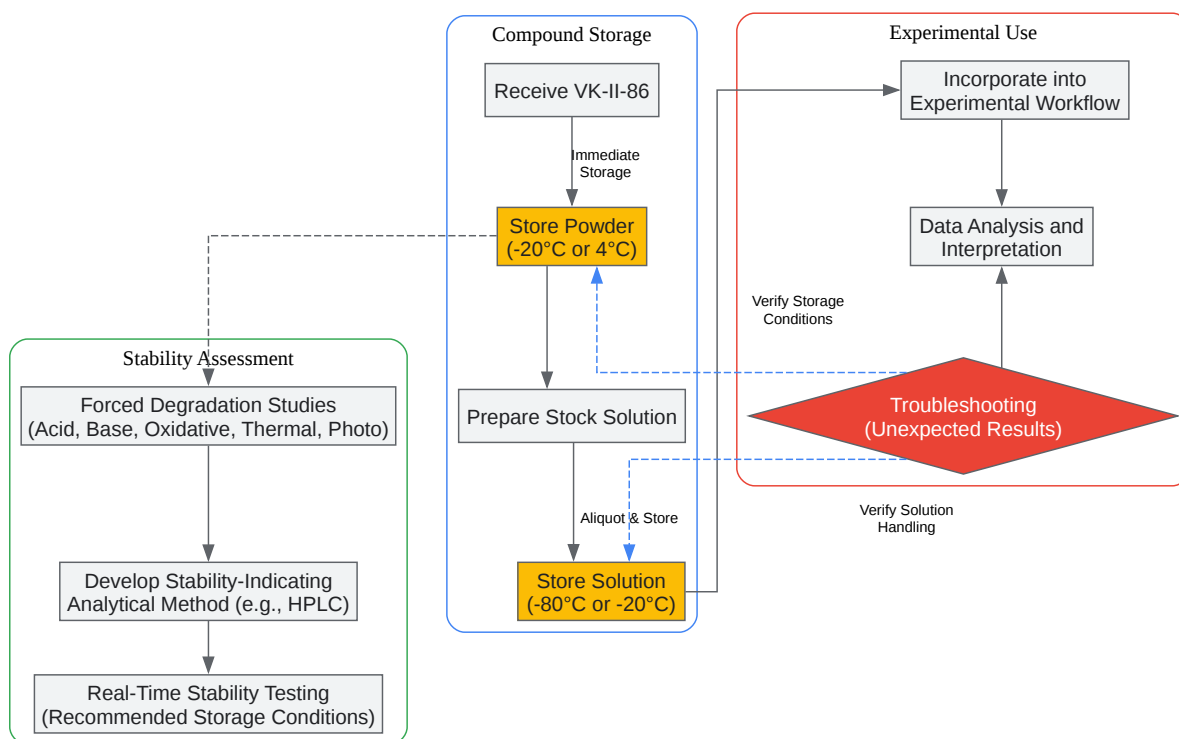 Compound Storage
Receive VK-II-86
Immediate
Storage
Store Powder
(-20°C or 4°C)
Prepare Stock Solution
Aliquot & Store
Store Solution
(-80°C or -20°C)
Experimental Use
Incorporate into
Experimental Workflow
Data Analysis and
Interpretation
Verify Storage
Conditions
Troubleshooting
(Unexpected Results)
Verify Solution
Handling
Stability Assessment
Forced Degradation Studies
(Acid, Base, Oxidative, Thermal, Photo)
Develop Stability-Indicating
Analytical Method (e.g., HPLC)
Real-Time Stability Testing
(Recommended Storage Conditions)